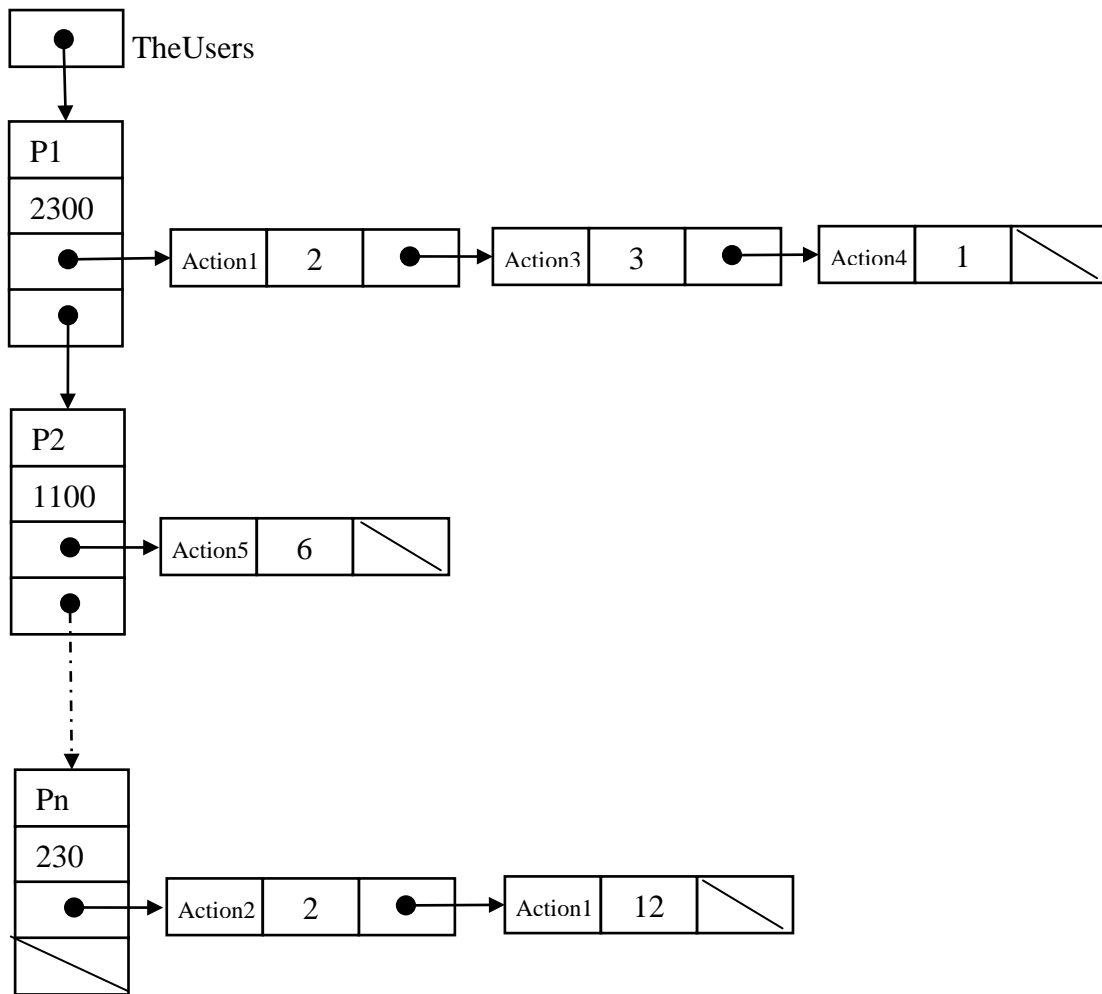 TheUsers
P1
2300
Action1 2 Action3 3 Action4 1
P2
1100
Action5 6
Pn
230
Action2 2 Action1 12